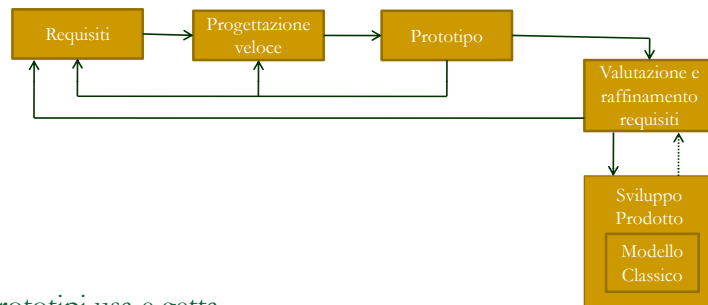 Requisiti
Progettazione
veloce
Prototipo
Valutazione e
raffinamento
requisiti
Sviluppo
Prodotto
Modello
Classico